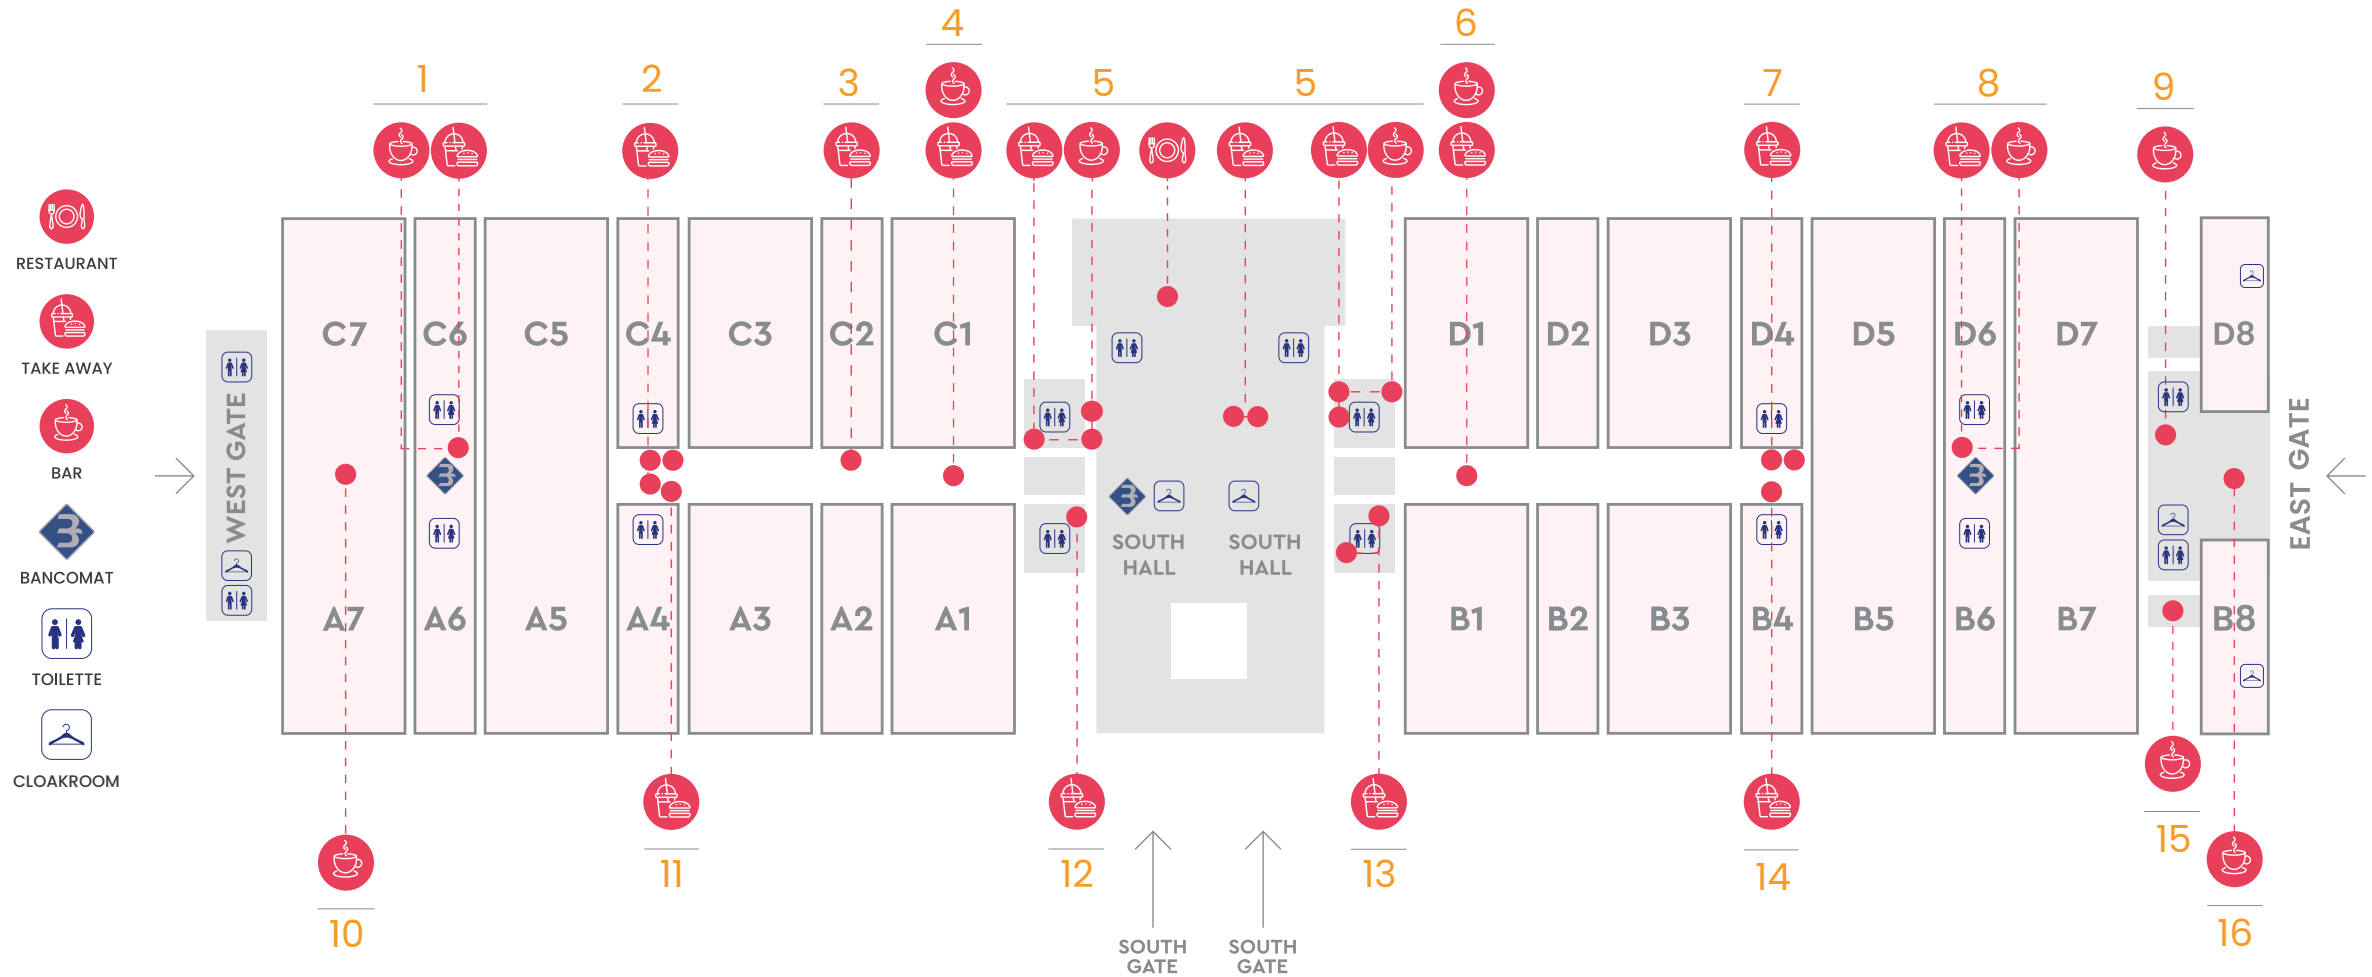 4
6
1
2
3
5
5
7
8
9
RESTAURANT
TAKE AWAY
BAR
BANCOMAT
TOILETTE
CLOAKROOM
WEST GATE
C7
C6
C5
C4
C3
C2
C1
D1
D2
D3
D4
D5
D6
D7
D8
EAST GATE
SOUTH
HALL
SOUTH
HALL
A7
A6
A5
A4
A3
A2
A1
B1
B2
B3
B4
B5
B6
B7
B8
10
11
12
13
14
15
16
SOUTH
GATE
SOUTH
GATE